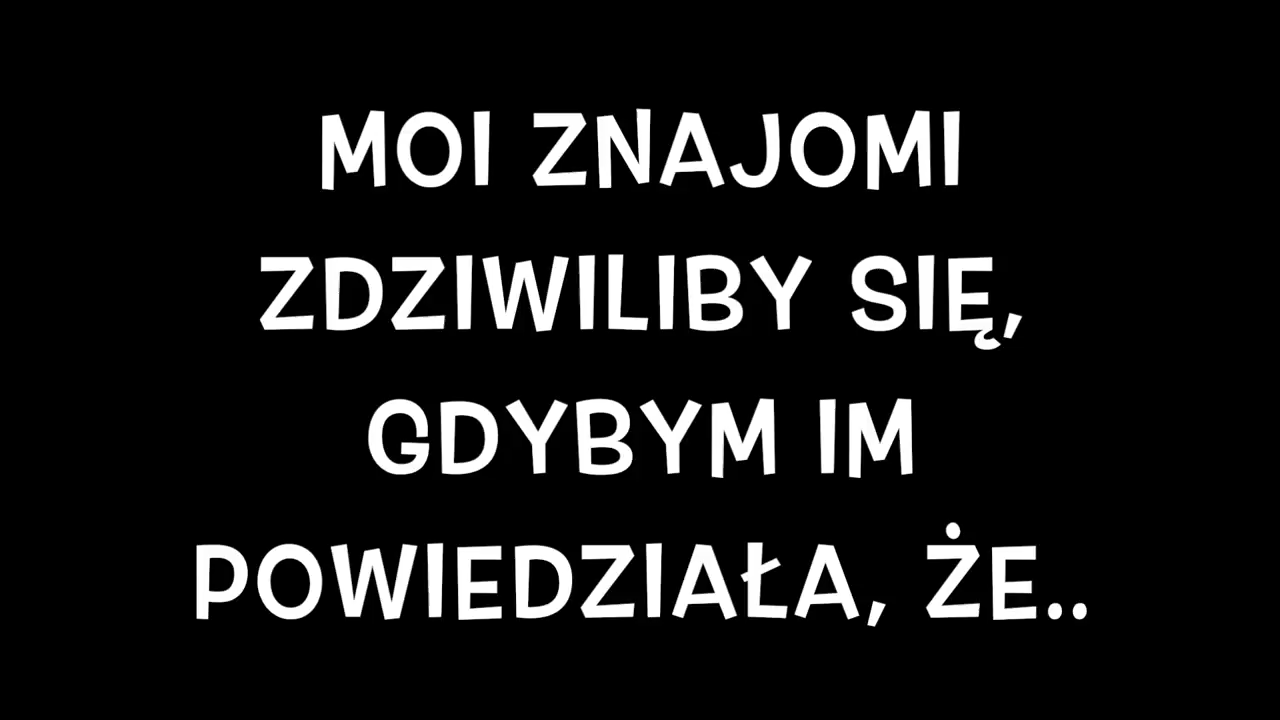 MOI ZNAJOMI
ZDZIWILIBY SIĘ,
GDYBYM IM
POWIEDZIAŁA, ŻE..